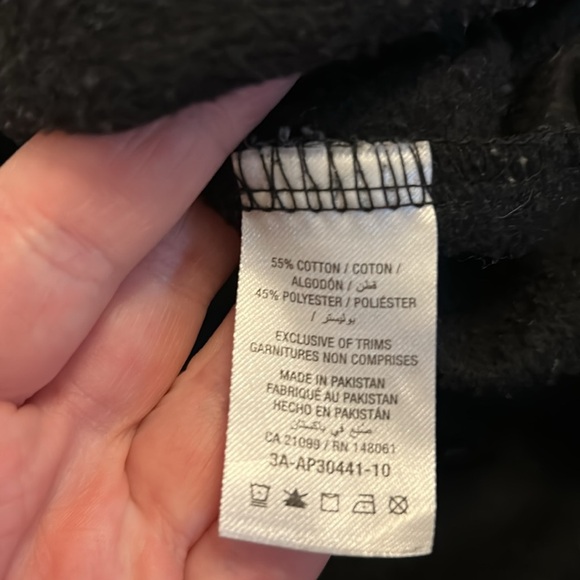 55% COTTON / COTON /
ALGODÓN / قطن
45% POLYESTER / POLIÉSTER
/ بوليستر
EXCLUSIVE OF TRIMS
GARNITURES NON COMPRISES
MADE IN PAKISTAN
FABRIQUÉ AU PAKISTAN
HECHO EN PAKISTÁN
صنع في باكستان
CA 21099 / RN 148061
3A-AP30441-10